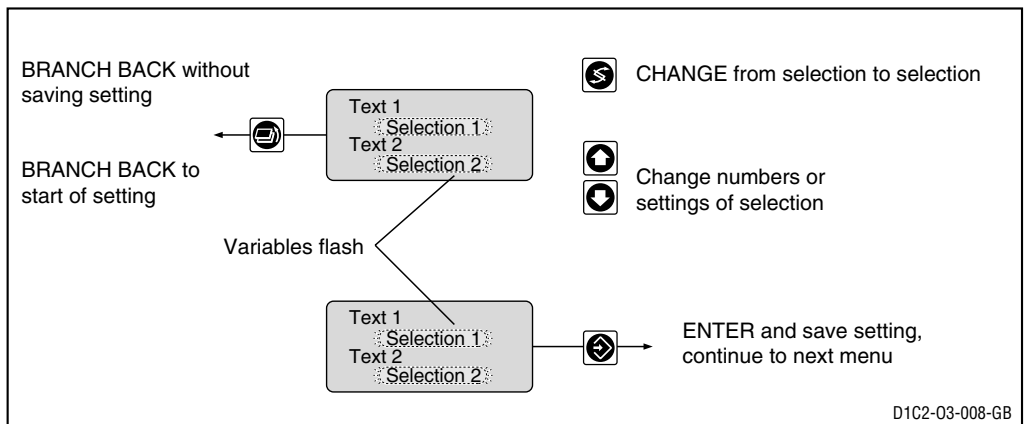 BRANCH BACK without
saving setting
BRANCH BACK to
start of setting
Text 1
Selection 1
Text 2
Selection 2
CHANGE from selection to selection
Change numbers or
settings of selection
Variables flash
Text 1
Selection 1
Text 2
Selection 2
ENTER and save setting,
continue to next menu
D1C2-03-008-GB